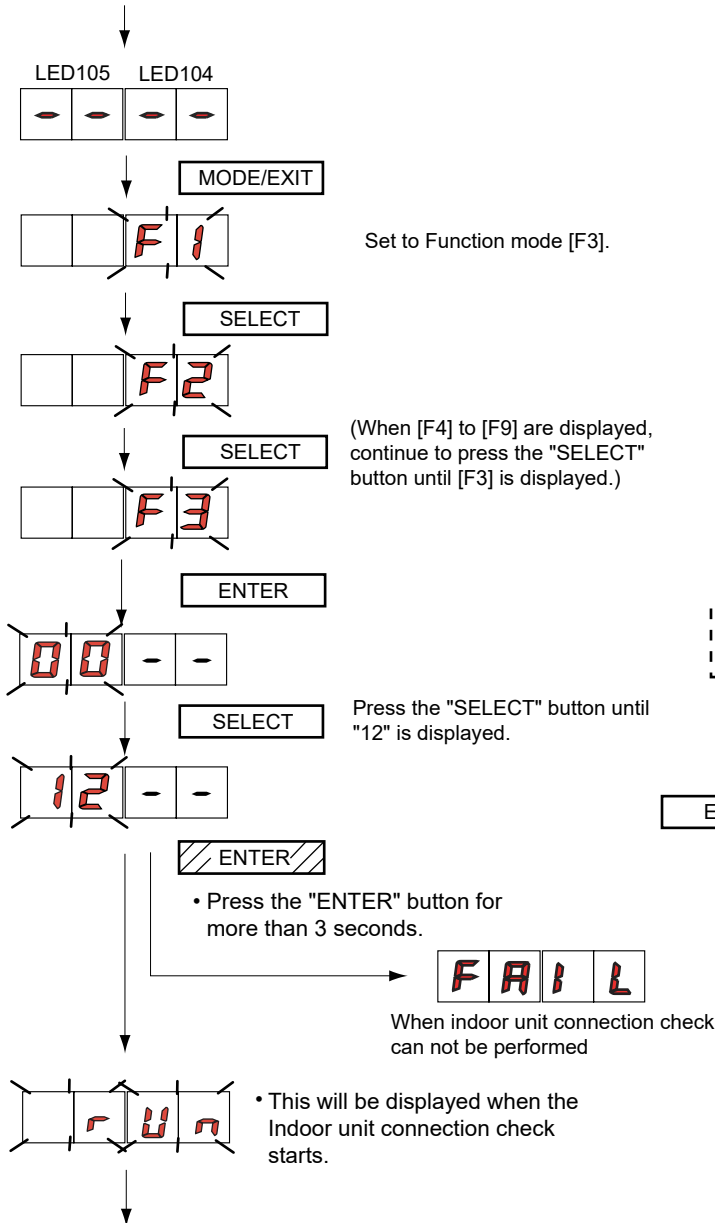 LED105 LED104
- - - -
MODE/EXIT
F1
Set to Function mode [F3].
SELECT
F2
(When [F4] to [F9] are displayed,
continue to press the "SELECT"
button until [F3] is displayed.)
SELECT
F3
ENTER
00 - -
Press the "SELECT" button until
"12" is displayed.
SELECT
12 - -
E
ENTER
• Press the "ENTER" button for
more than 3 seconds.
FAIL
When indoor unit connection check
can not be performed
rUn
• This will be displayed when the
Indoor unit connection check
starts.